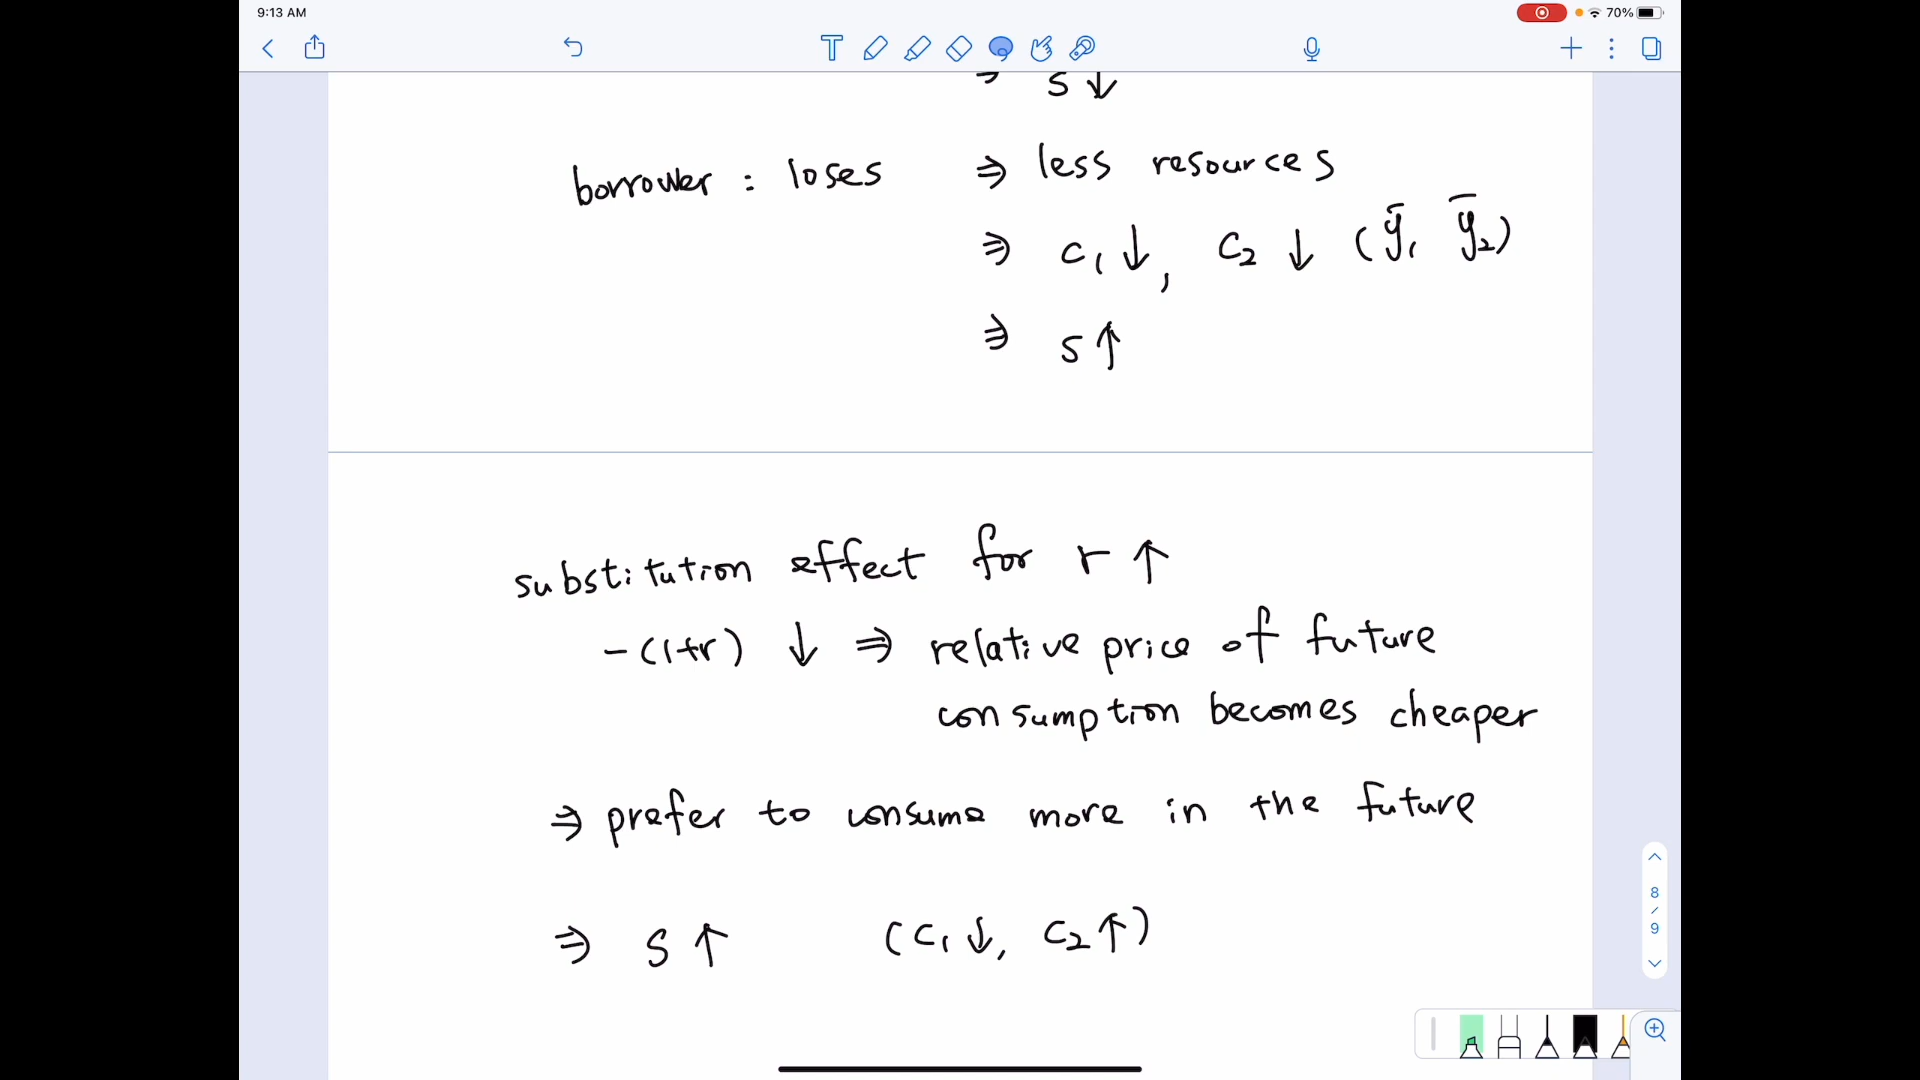 9:13 AM
70%
⇒ S ↓
borrower : loses ⇒ less resources
⇒ c₁ ↓, c₂ ↓ (ȳ₁ ȳ₂)
⇒ s ↑
substitution effect for r ↑
-(1+r) ↓ ⇒ relative price of future
consumption becomes cheaper
⇒ prefer to consume more in the future
⇒ S ↑ (c₁ ↓, c₂ ↑)
8
/
9